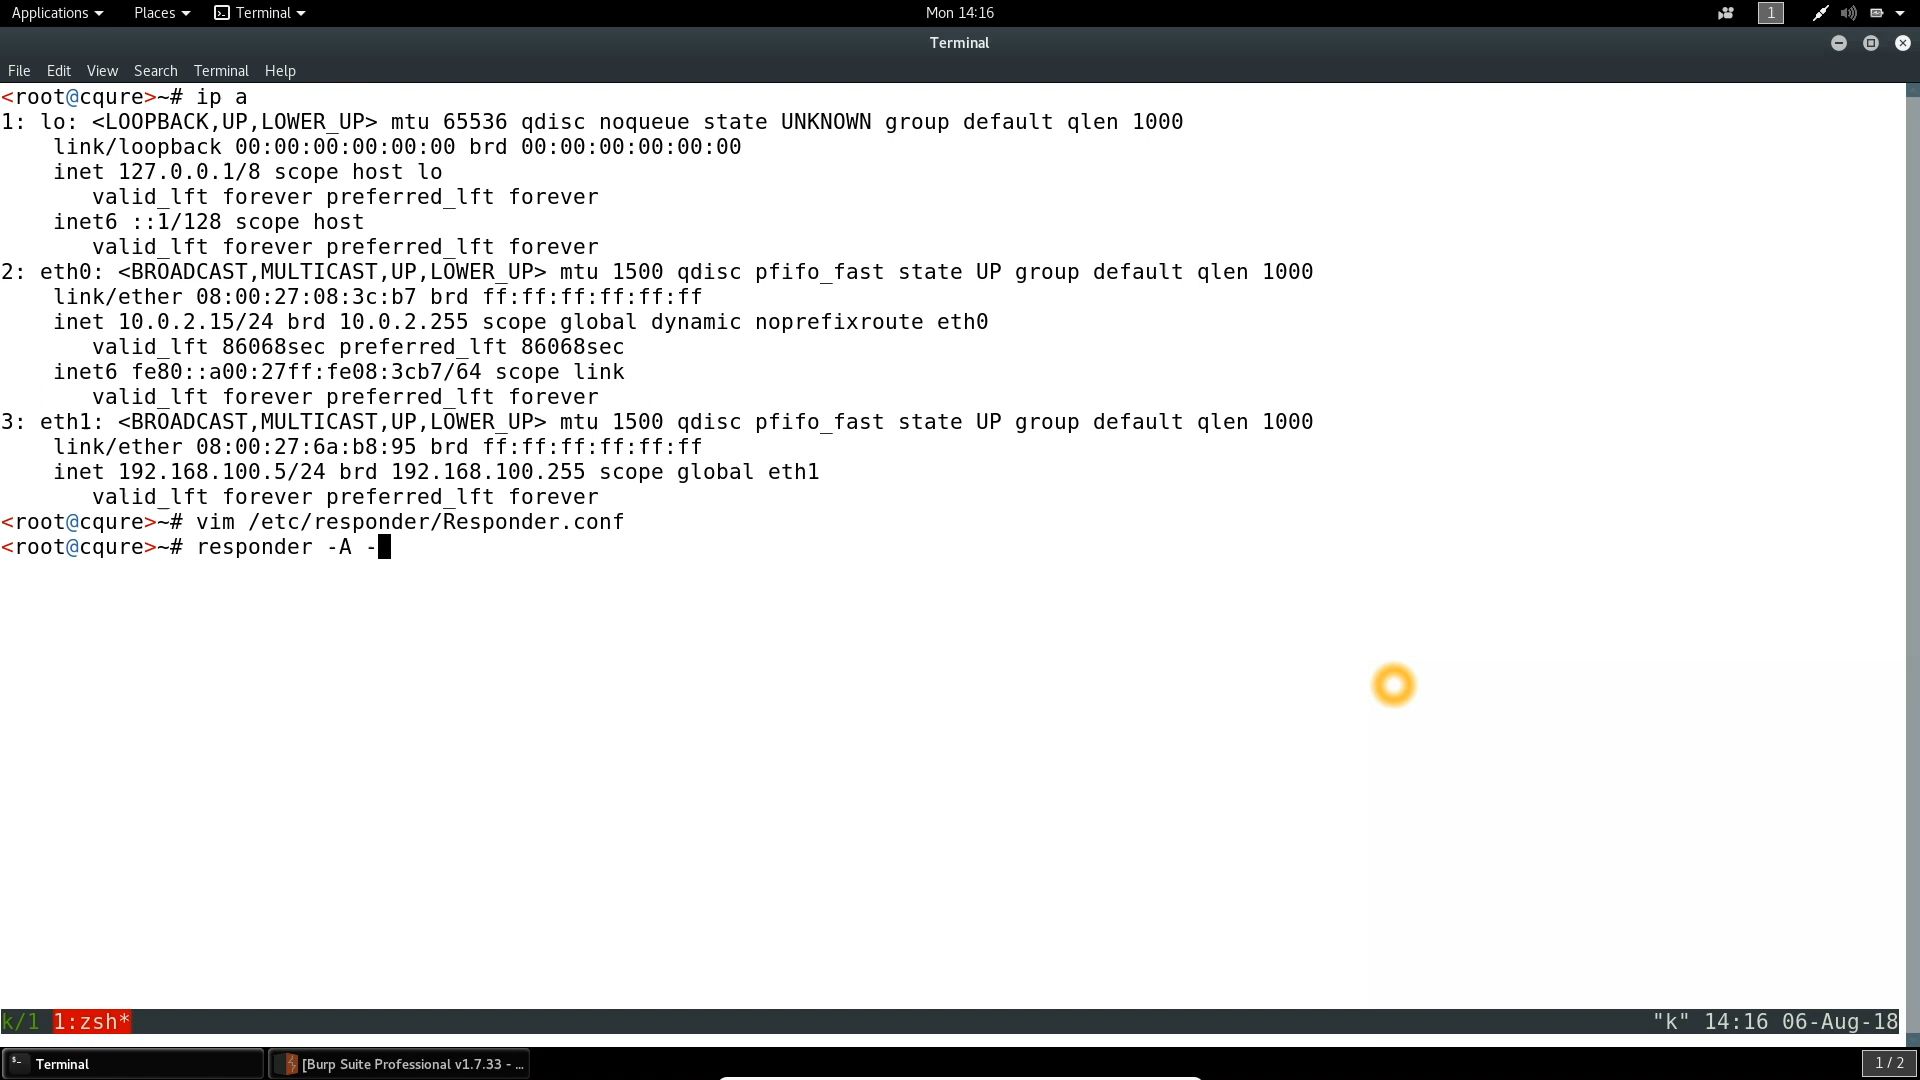 Applications Places Terminal Mon 14:16 1
Terminal
File Edit View Search Terminal Help
<root@cqure>~# ip a
1: lo: <LOOPBACK,UP,LOWER_UP> mtu 65536 qdisc noqueue state UNKNOWN group default qlen 1000
    link/loopback 00:00:00:00:00:00 brd 00:00:00:00:00:00
    inet 127.0.0.1/8 scope host lo
       valid_lft forever preferred_lft forever
    inet6 ::1/128 scope host
       valid_lft forever preferred_lft forever
2: eth0: <BROADCAST,MULTICAST,UP,LOWER_UP> mtu 1500 qdisc pfifo_fast state UP group default qlen 1000
    link/ether 08:00:27:08:3c:b7 brd ff:ff:ff:ff:ff:ff
    inet 10.0.2.15/24 brd 10.0.2.255 scope global dynamic noprefixroute eth0
       valid_lft 86068sec preferred_lft 86068sec
    inet6 fe80::a00:27ff:fe08:3cb7/64 scope link
       valid_lft forever preferred_lft forever
3: eth1: <BROADCAST,MULTICAST,UP,LOWER_UP> mtu 1500 qdisc pfifo_fast state UP group default qlen 1000
    link/ether 08:00:27:6a:b8:95 brd ff:ff:ff:ff:ff:ff
    inet 192.168.100.5/24 brd 192.168.100.255 scope global eth1
       valid_lft forever preferred_lft forever
<root@cqure>~# vim /etc/responder/Responder.conf
<root@cqure>~# responder -A -
k/1 1:zsh* "k" 14:16 06-Aug-18
Terminal [Burp Suite Professional v1.7.33 - ... 1 / 2